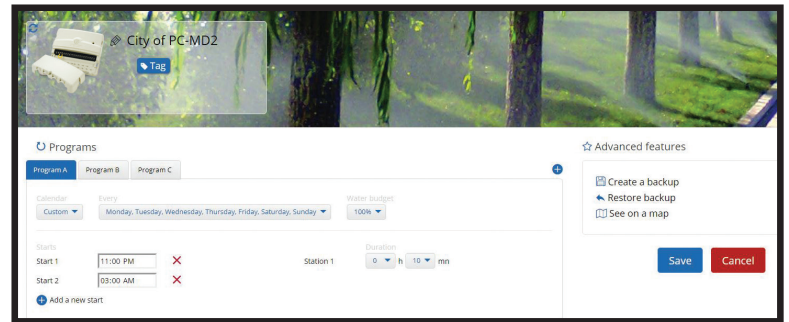 City of PC-MD2
Tag
Programs
Program A Program B Program C
Calendar Every Water budget
Custom Monday, Tuesday, Wednesday, Thursday, Friday, Saturday, Sunday 100%
Starts Duration
Start 1 11:00 PM Station 1 0 h 10 mn
Start 2 03:00 AM
Add a new start
Advanced features
Create a backup
Restore backup
See on a map
Save Cancel